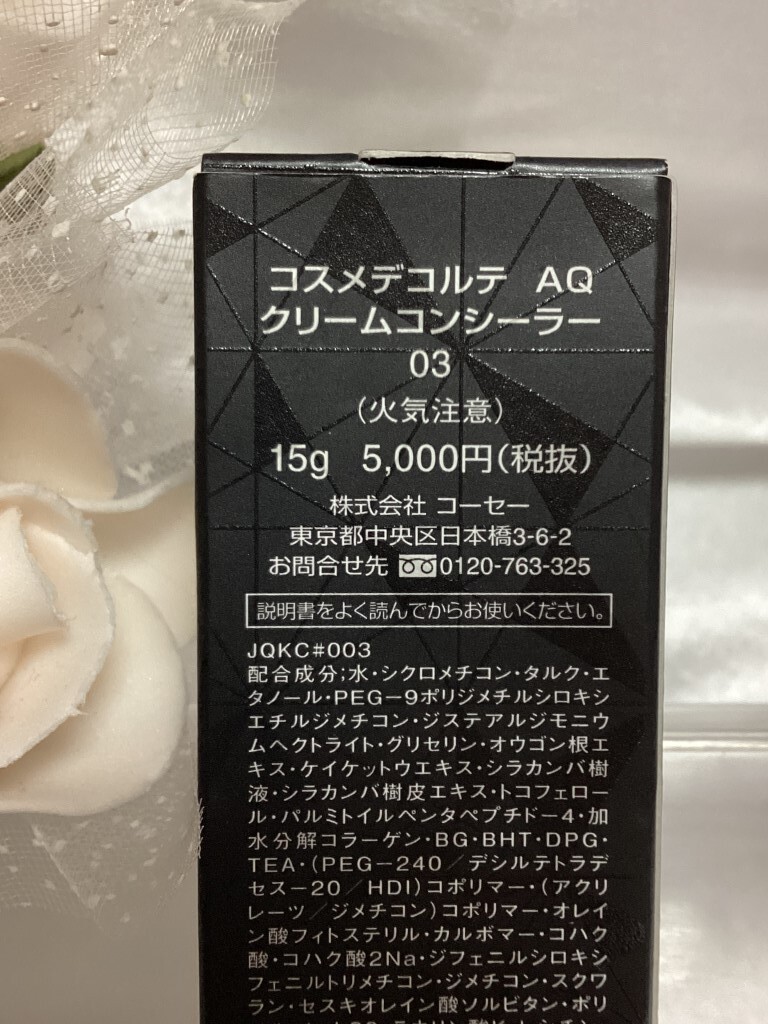 コスメデコルテ AQ
クリームコンシーラー
03
(火気注意)
15g 5,000円(税抜)
株式会社 コーセー
東京都中央区日本橋3-6-2
お問合せ先 0120-763-325
説明書をよく読んでからお使いください。
JQKC#003
配合成分;水・シクロメチコン・タルク・エ
タノール・PEG-9ポリジメチルシロキシ
エチルジメチコン・ジステアルジモニウ
ムヘクトライト・グリセリン・オウゴン根エ
キス・ケイケットウエキス・シラカンバ樹
液・シラカンバ樹皮エキス・トコフェロー
ル・パルミトイルペンタペプチド-4・加
水分解コラーゲン・BG・BHT・DPG・
TEA・(PEG-240/デシルテトラデ
セス-20/HDI)コポリマー・(アクリ
レーツ/ジメチコン)コポリマー・オレイ
ン酸フィトステリル・カルボマー・コハク
酸・コハク酸2Na・ジフェニルシロキシ
フェニルトリメチコン・ジメチコン・スクワ
ラン・セスキオレイン酸ソルビタン・ポリ